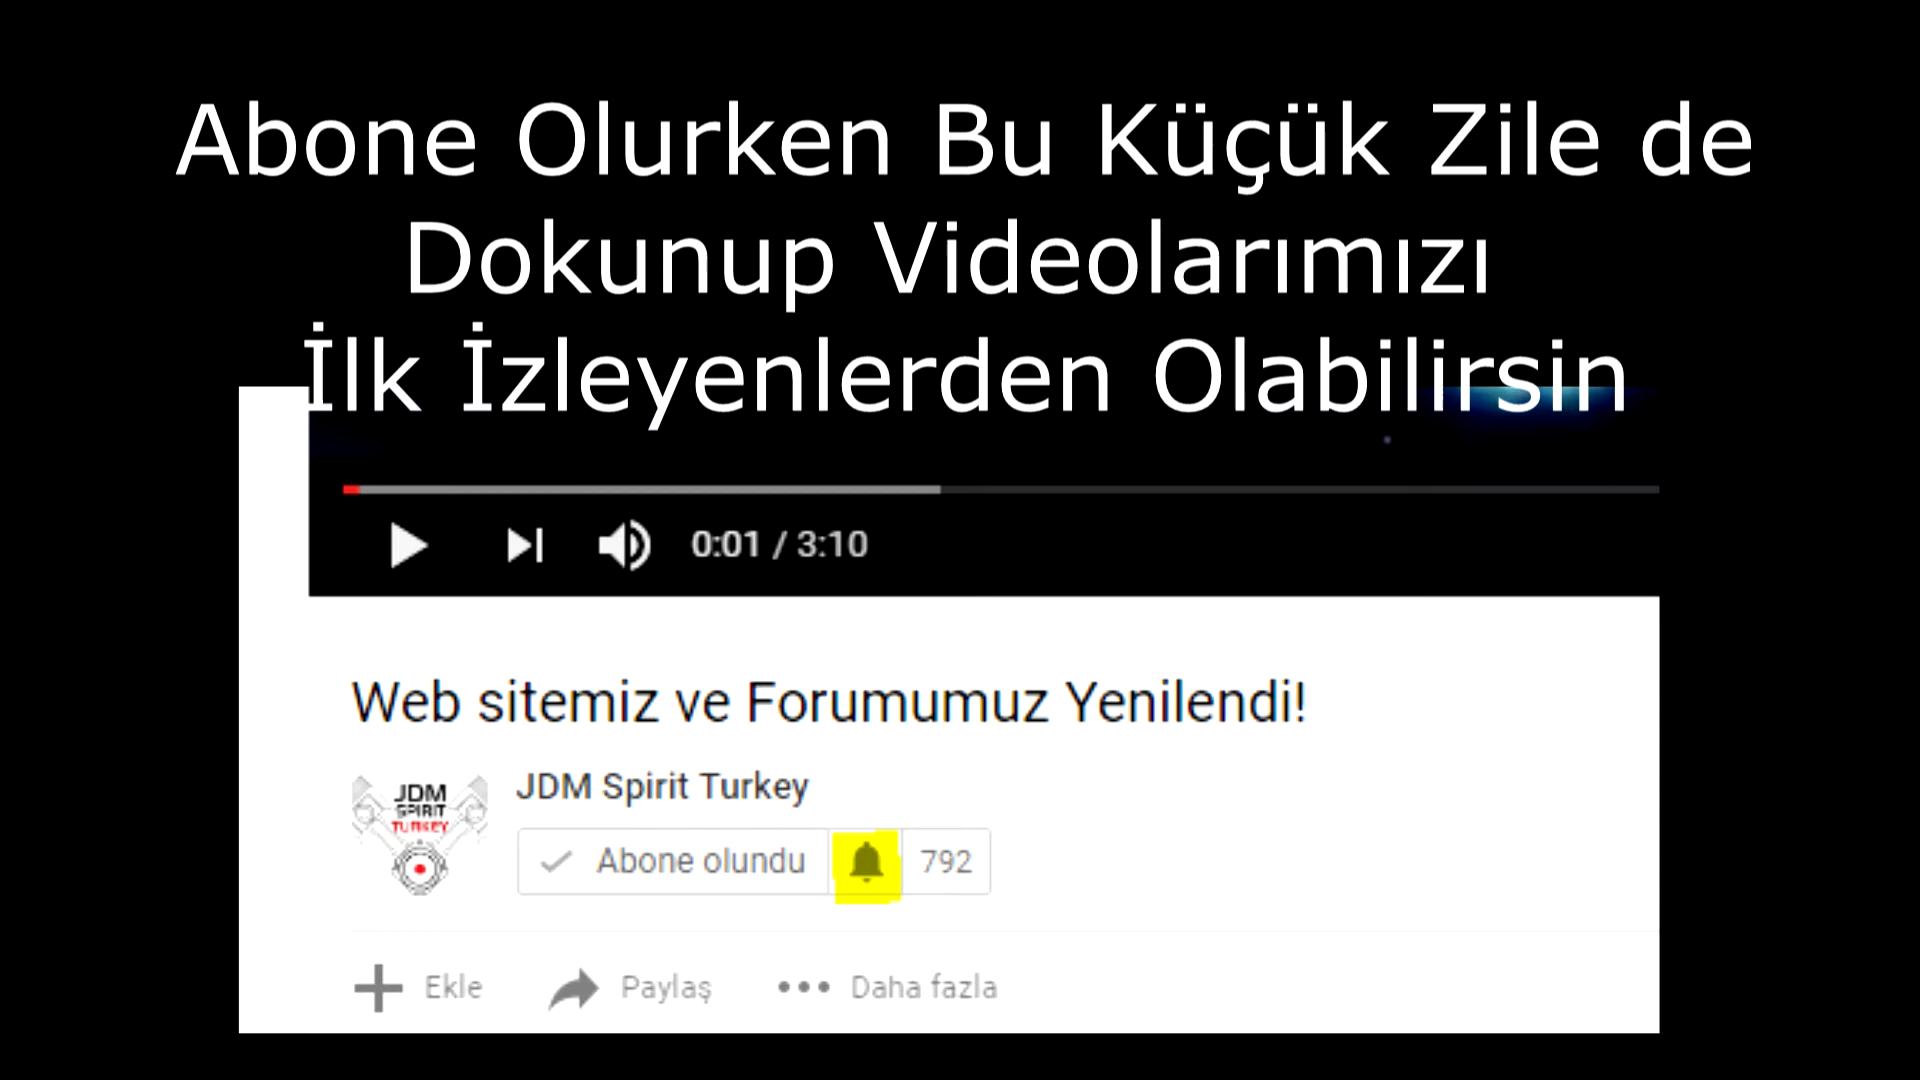 Abone Olurken Bu Küçük Zile de
Dokunup Videolarımızı
İlk İzleyenlerden Olabilirsin
0:01 / 3:10
Web sitemiz ve Forumumuz Yenilendi!
JDM
SPIRIT
TURKEY
JDM Spirit Turkey
Abone olundu 792
Ekle Paylaş Daha fazla